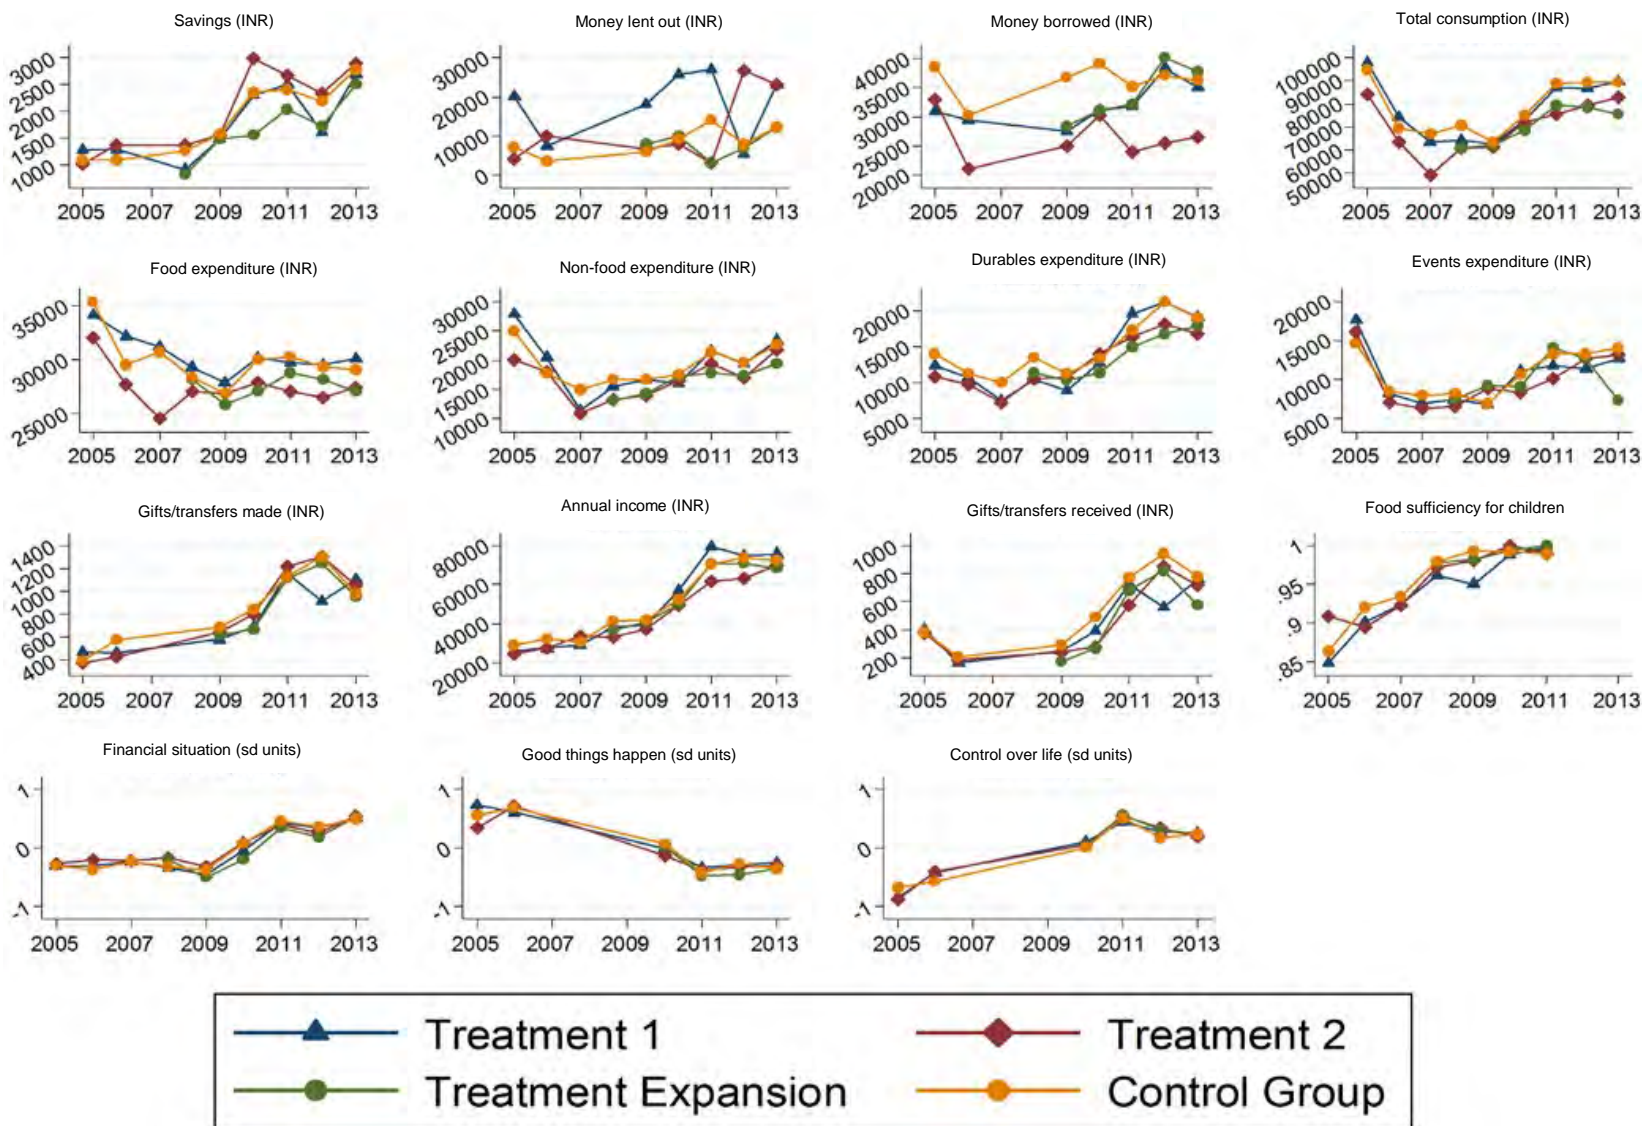 Savings (INR)
Money lent out (INR)
Money borrowed (INR)
Total consumption (INR)
3000
2500
2000
1500
1000
2005 2007 2009 2011 2013
30000
20000
10000
0
2005 2007 2009 2011 2013
40000
35000
30000
25000
20000
2005 2007 2009 2011 2013
100000
900000
80000
70000
60000
50000
2005 2007 2009 2011 2013
Food expenditure (INR)
Non-food expenditure (INR)
Durables expenditure (INR)
Events expenditure (INR)
35000
30000
25000
2005 2007 2009 2011 2013
30000
25000
20000
15000
10000
2005 2007 2009 2011 2013
20000
15000
10000
5000
2005 2007 2009 2011 2013
20000
15000
10000
5000
2005 2007 2009 2011 2013
Gifts/transfers made (INR)
Annual income (INR)
Gifts/transfers received (INR)
Food sufficiency for children
1400
1200
1000
800
600
400
2005 2007 2009 2011 2013
80000
60000
40000
20000
2005 2007 2009 2011 2013
1000
800
600
400
200
2005 2007 2009 2011 2013
1
.95
.9
.85
2005 2007 2009 2011 2013
Financial situation (sd units)
Good things happen (sd units)
Control over life (sd units)
1
0
-1
2005 2007 2009 2011 2013
1
0
-1
2005 2007 2009 2011 2013
1
0
-1
2005 2007 2009 2011 2013
Treatment 1
Treatment 2
Treatment Expansion
Control Group